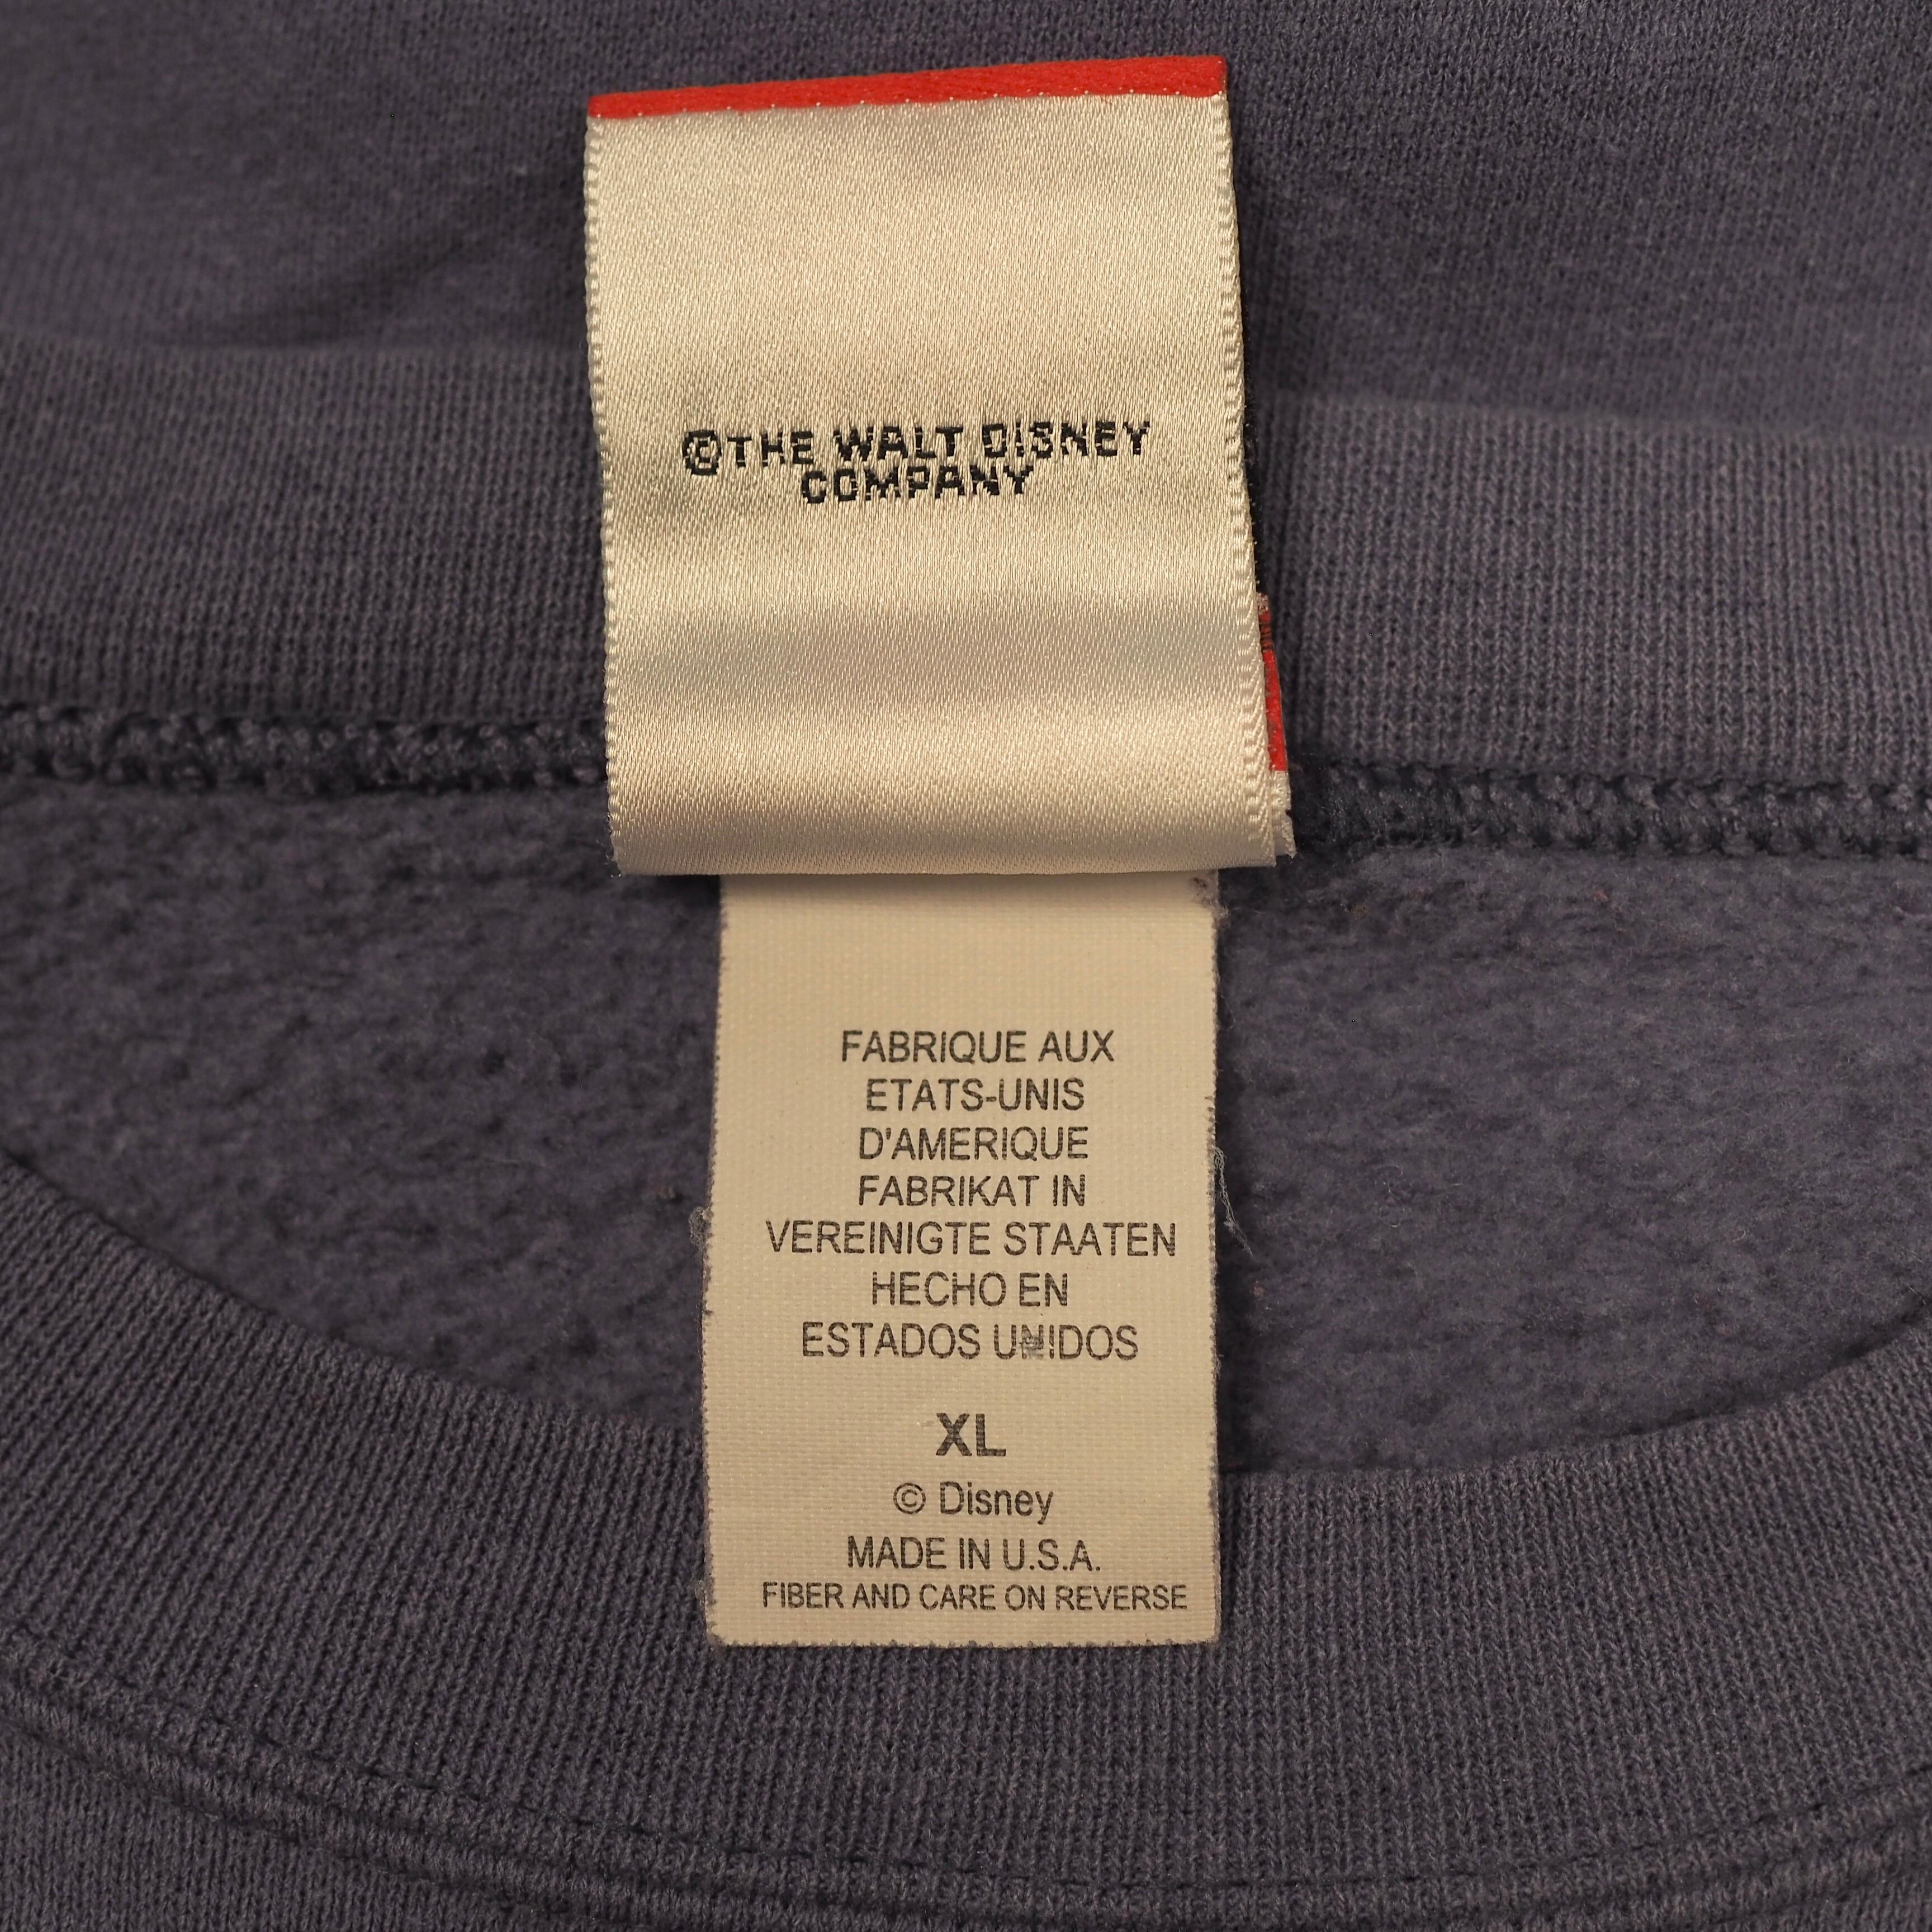 ©THE WALT DISNEY
COMPANY
FABRIQUE AUX
ETATS-UNIS
D'AMERIQUE
FABRIKAT IN
VEREINIGTE STAATEN
HECHO EN
ESTADOS UNIDOS
XL
© Disney
MADE IN U.S.A.
FIBER AND CARE ON REVERSE